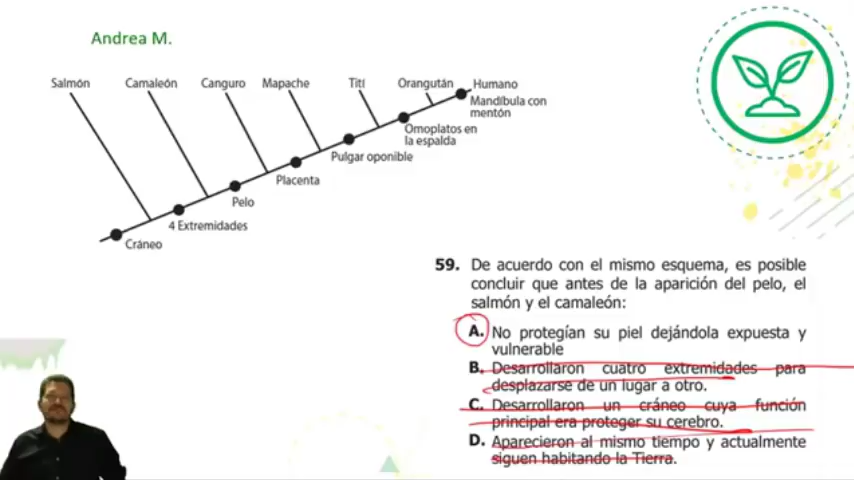 Andrea M.
Salmón Camaleón Canguro Mapache Tití Orangután Humano
Mandíbula con
mentón
Omoplatos en
la espalda
Pulgar oponible
Placenta
Pelo
4 Extremidades
Cráneo
59. De acuerdo con el mismo esquema, es posible
concluir que antes de la aparición del pelo, el
salmón y el camaleón:
A. No protegían su piel dejándola expuesta y
vulnerable
B. Desarrollaron cuatro extremidades para
desplazarse de un lugar a otro.
C. Desarrollaron un cráneo cuya función
principal era proteger su cerebro.
D. Aparecieron al mismo tiempo y actualmente
siguen habitando la Tierra.